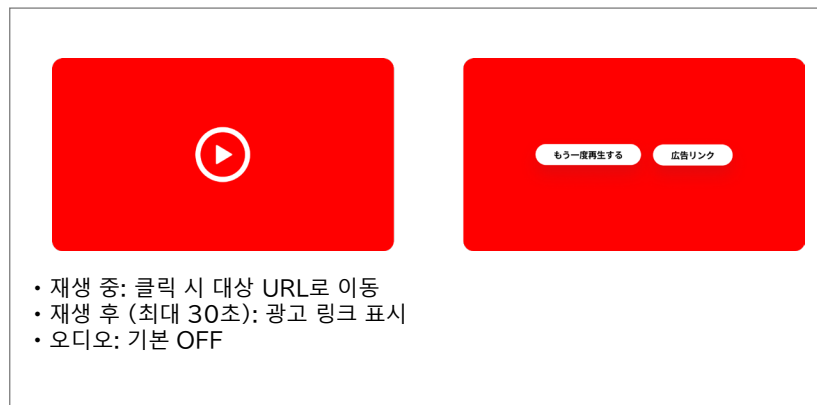 もう一度再生する
広告リンク
• 재생 중: 클릭 시 대상 URL로 이동
• 재생 후 (최대 30초): 광고 링크 표시
• 오디오: 기본 OFF